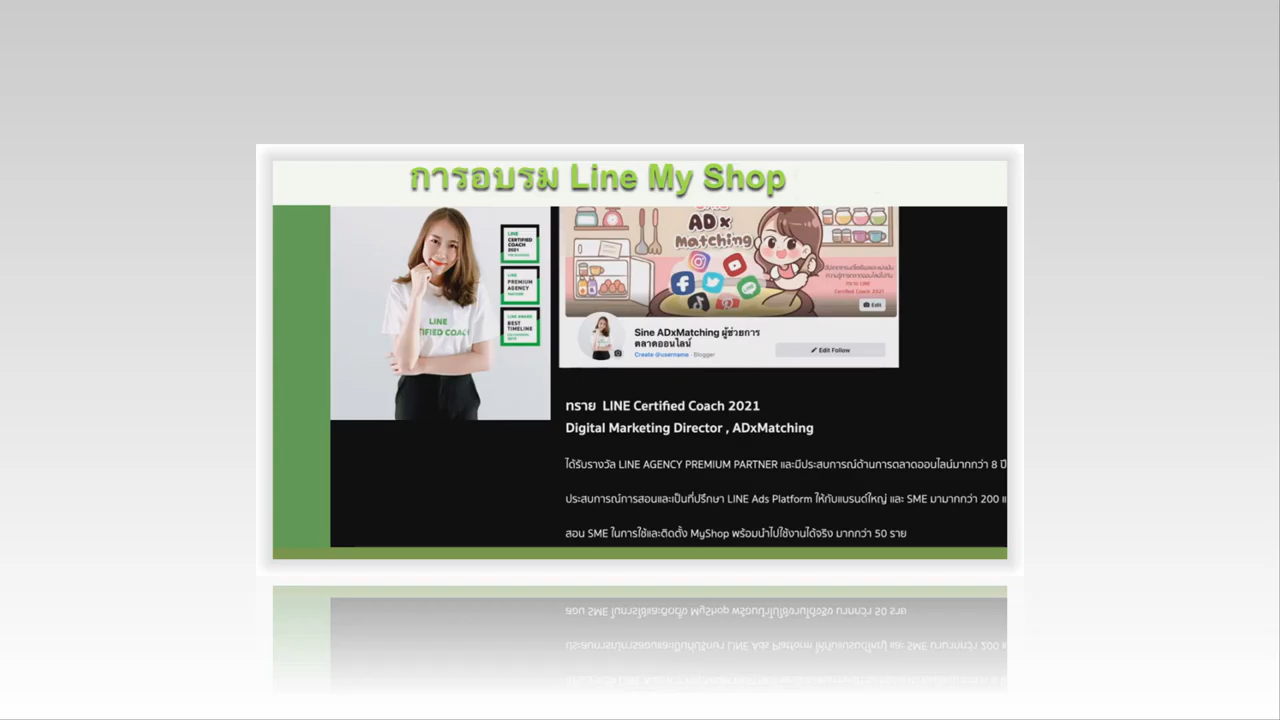 การอบรม Line My Shop
LINE
CERTIFIED
COACH
2021
LINE
PREMIUM
AGENCY
LINE AWARD
BEST
TIMELINE
LINE
TIFIED COAC
ADx
Matching
Certified Coach 2021
Edit
Sine ADxMatching ผู้ช่วยการ
ตลาดออนไลน์
Create @username · Blogger
Edit Follow
ทราย LINE Certified Coach 2021
Digital Marketing Director , ADxMatching
ได้รับรางวัล LINE AGENCY PREMIUM PARTNER และมีประสบการณ์ด้านการตลาดออนไลน์มากกว่า 8 ปี
ประสบการณ์การสอนและเป็นที่ปรึกษา LINE Ads Platform ให้กับแบรนด์ใหญ่ และ SME มามากกว่า 200 แ
สอน SME ในการใช้และติดตั้ง MyShop พร้อมนำไปใช้งานได้จริง มากกว่า 50 ราย